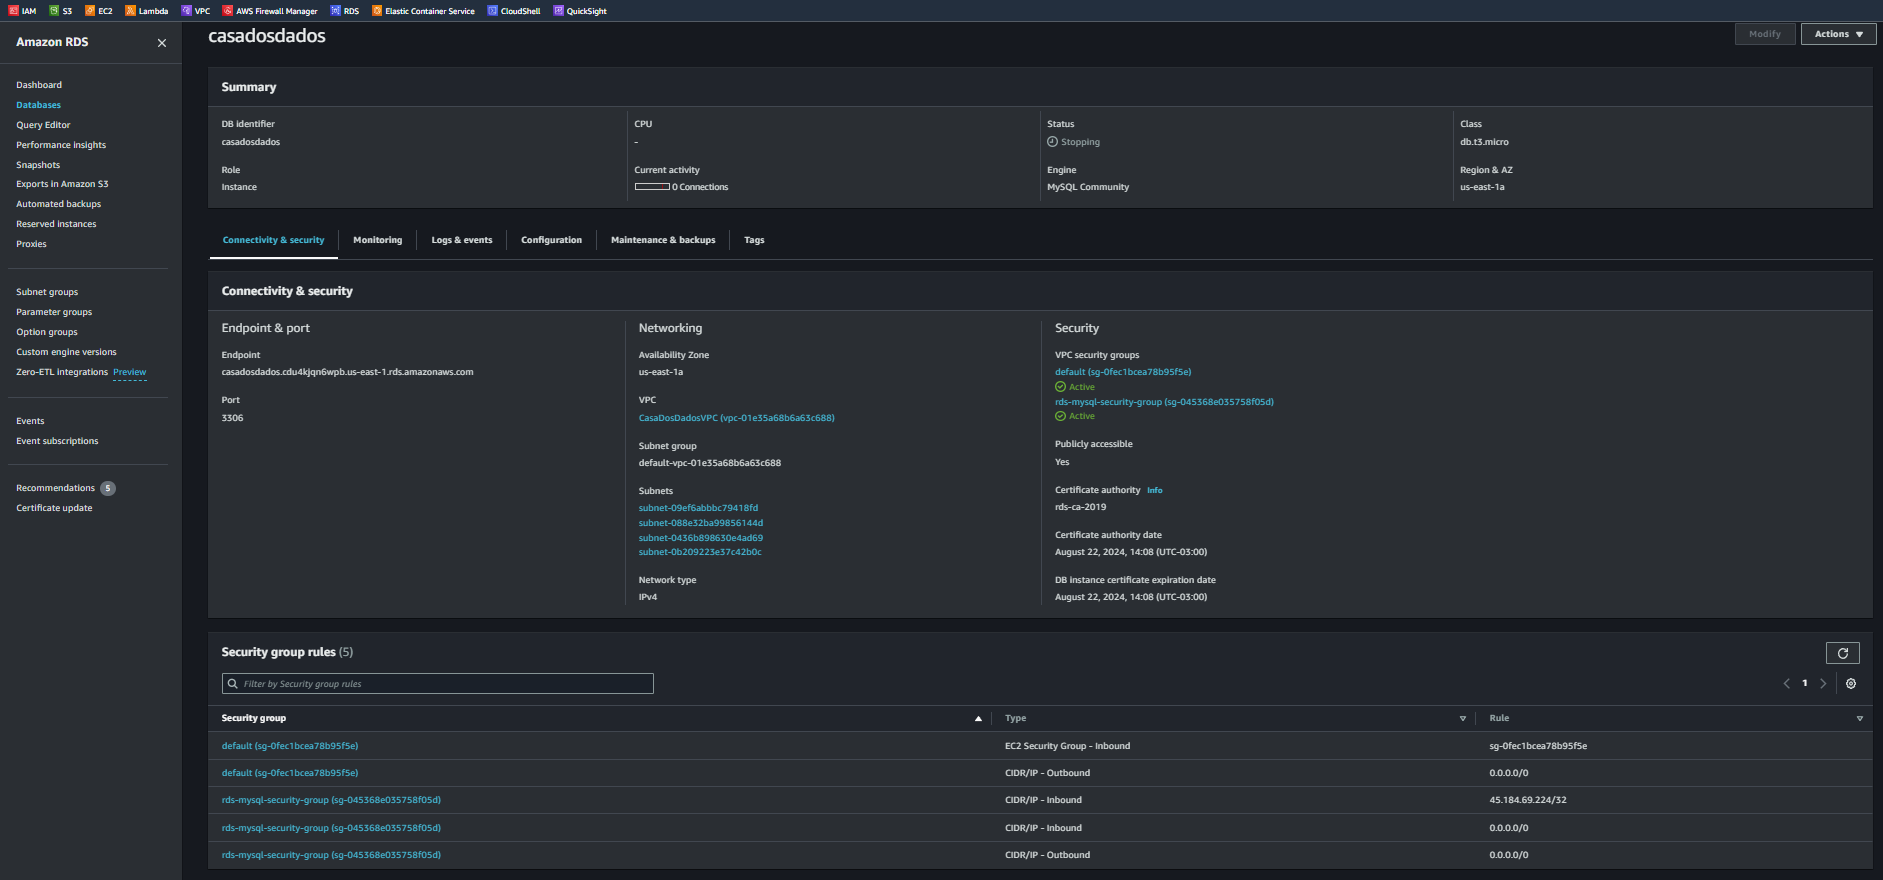 IAM S3 EC2 Lambda VPC AWS Firewall Manager RDS Elastic Container Service CloudShell QuickSight
Amazon RDS
Dashboard
Databases
Query Editor
Performance insights
Snapshots
Exports in Amazon S3
Automated backups
Reserved instances
Proxies
Subnet groups
Parameter groups
Option groups
Custom engine versions
Zero-ETL integrations Preview
Events
Event subscriptions
Recommendations 5
Certificate update
casadosdados
Modify Actions
Summary
DB identifier
casadosdados
Role
Instance
CPU
-
Current activity
0 Connections
Status
Stopping
Engine
MySQL Community
Class
db.t3.micro
Region & AZ
us-east-1a
Connectivity & security Monitoring Logs & events Configuration Maintenance & backups Tags
Connectivity & security
Endpoint & port
Endpoint
casadosdados.cdu4kjqn6wpb.us-east-1.rds.amazonaws.com
Port
3306
Networking
Availability Zone
us-east-1a
VPC
CasaDosDadosVPC (vpc-01e35a68b6a63c688)
Subnet group
default-vpc-01e35a68b6a63c688
Subnets
subnet-09ef6abbbc79418fd
subnet-088e32ba99856144d
subnet-0436b898630e4ad69
subnet-0b209223e37c42b0c
Network type
IPv4
Security
VPC security groups
default (sg-0fec1bcea78b95f5e)
Active
rds-mysql-security-group (sg-045368e035758f05d)
Active
Publicly accessible
Yes
Certificate authority Info
rds-ca-2019
Certificate authority date
August 22, 2024, 14:08 (UTC-03:00)
DB instance certificate expiration date
August 22, 2024, 14:08 (UTC-03:00)
Security group rules (5)
Filter by Security group rules
1
Security group Type Rule
default (sg-0fec1bcea78b95f5e) EC2 Security Group - Inbound sg-0fec1bcea78b95f5e
default (sg-0fec1bcea78b95f5e) CIDR/IP - Outbound 0.0.0.0/0
rds-mysql-security-group (sg-045368e035758f05d) CIDR/IP - Inbound 45.184.69.224/32
rds-mysql-security-group (sg-045368e035758f05d) CIDR/IP - Inbound 0.0.0.0/0
rds-mysql-security-group (sg-045368e035758f05d) CIDR/IP - Outbound 0.0.0.0/0